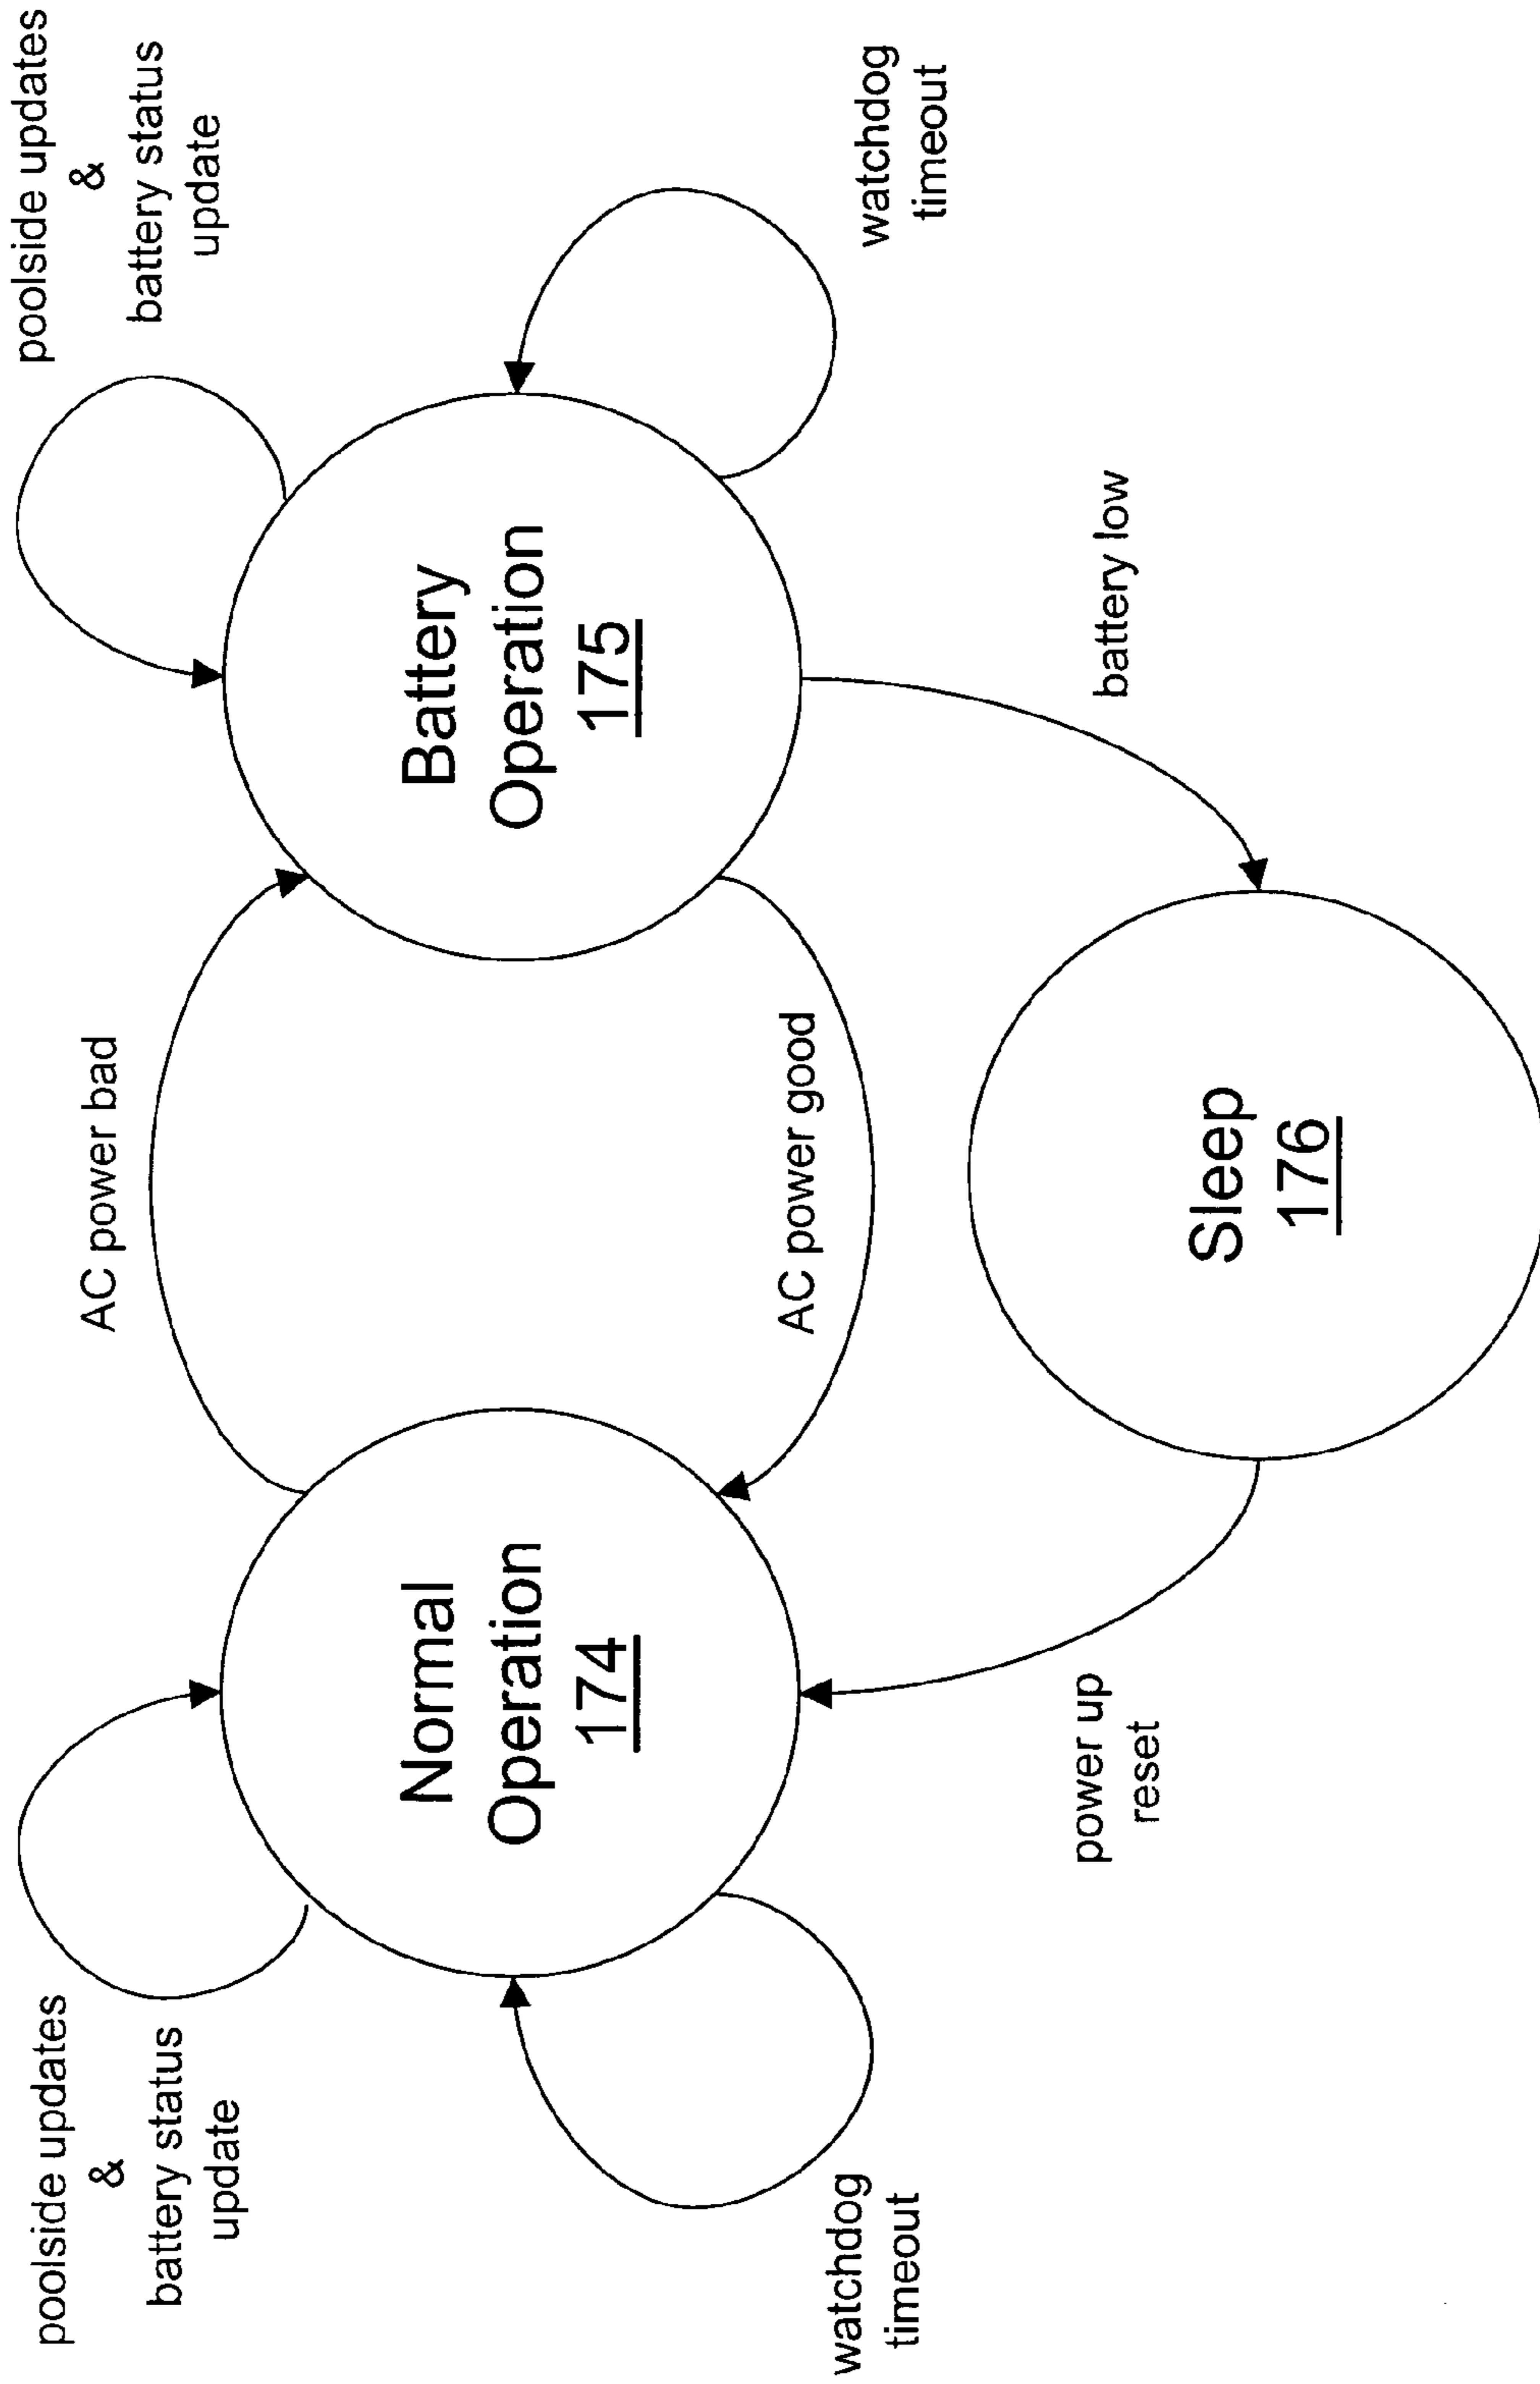 poolside updates
&
battery status
update
AC power bad
poolside updates
&
battery status
update
Normal
Operation
174
Battery
Operation
175
watchdog
timeout
AC power good
watchdog
timeout
power up
reset
Sleep
176
battery low